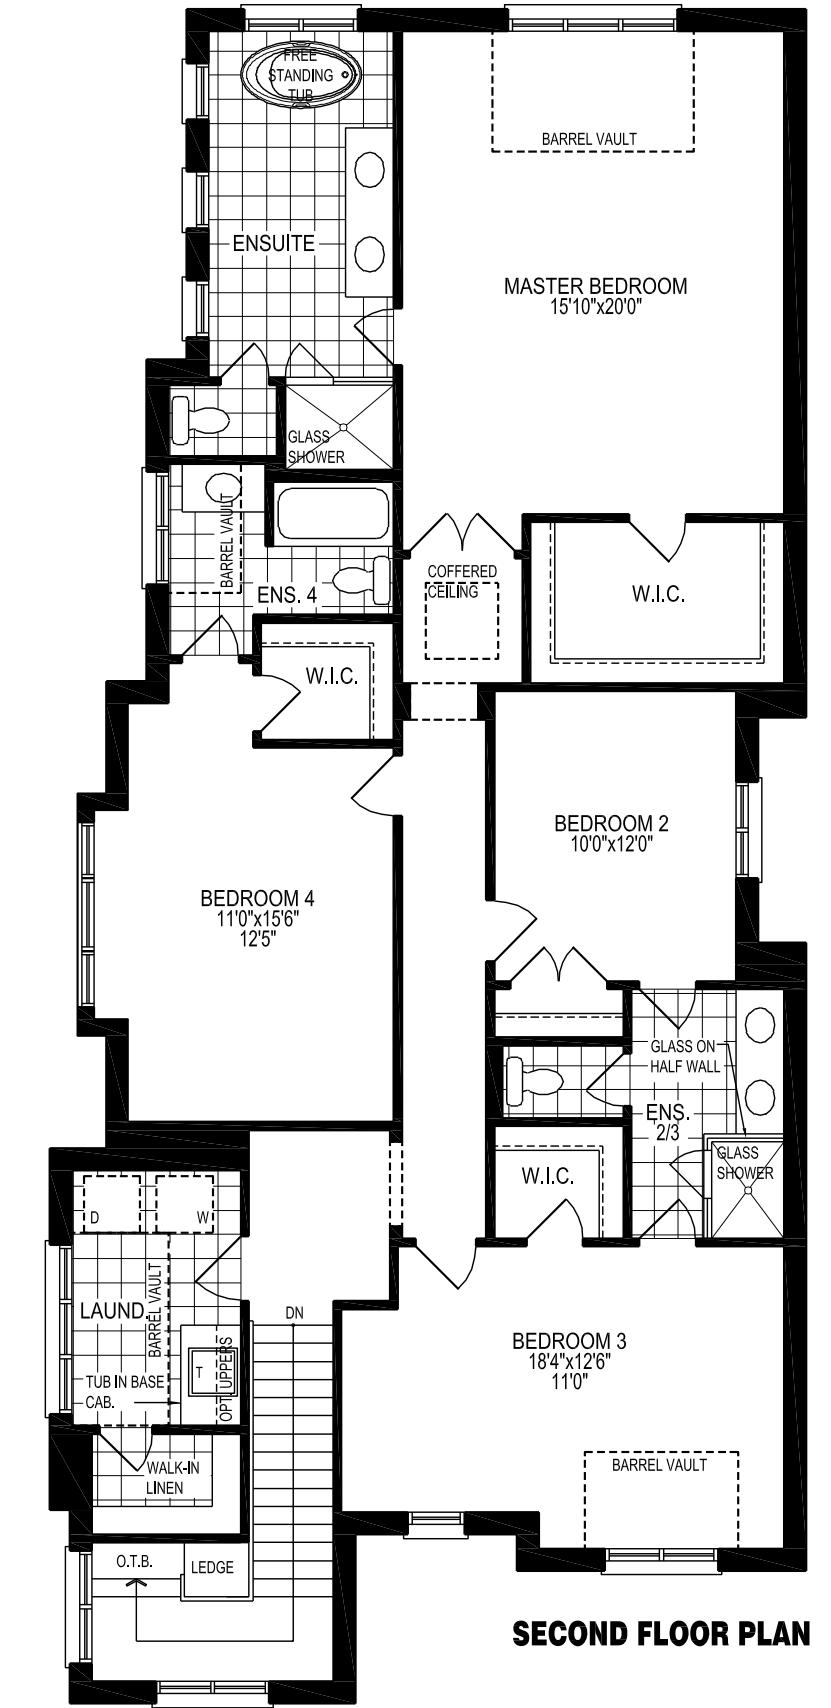 FREE
STANDING
TUB
BARREL VAULT
ENSUITE
MASTER BEDROOM
15'10"x20'0"
GLASS
SHOWER
BARREL VAULT
ENS. 4
COFFERED
CEILING
W.I.C.
W.I.C.
BEDROOM 2
10'0"x12'0"
BEDROOM 4
11'0"x15'6"
12'5"
GLASS ON
HALF WALL
ENS.
2/3
GLASS
SHOWER
W.I.C.
D
W
LAUND.
BARREL VAULT
DN
BEDROOM 3
18'4"x12'6"
11'0"
T
OPT. UPPERS
TUB IN BASE
CAB.
BARREL VAULT
WALK-IN
LINEN
O.T.B.
LEDGE
SECOND FLOOR PLAN